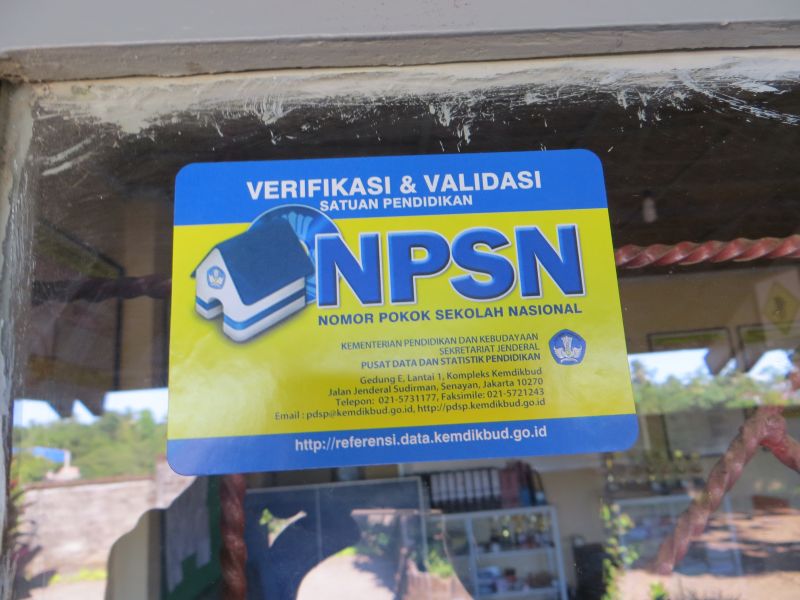 VERIFIKASI & VALIDASI
SATUAN PENDIDIKAN
NPSN
NOMOR POKOK SEKOLAH NASIONAL
KEMENTERIAN PENDIDIKAN DAN KEBUDAYAAN
SEKRETARIAT JENDERAL
PUSAT DATA DAN STATISTIK PENDIDIKAN
Gedung E, Lantai 1, Kompleks Kemdikbud
Jalan Jenderal Sudirman, Senayan, Jakarta 10270
Telepon: 021-5731177, Faksimile: 021-5721243
Email : pdsp@kemdikbud.go.id, http://pdsp.kemdikbud.go.id
http://referensi.data.kemdikbud.go.id